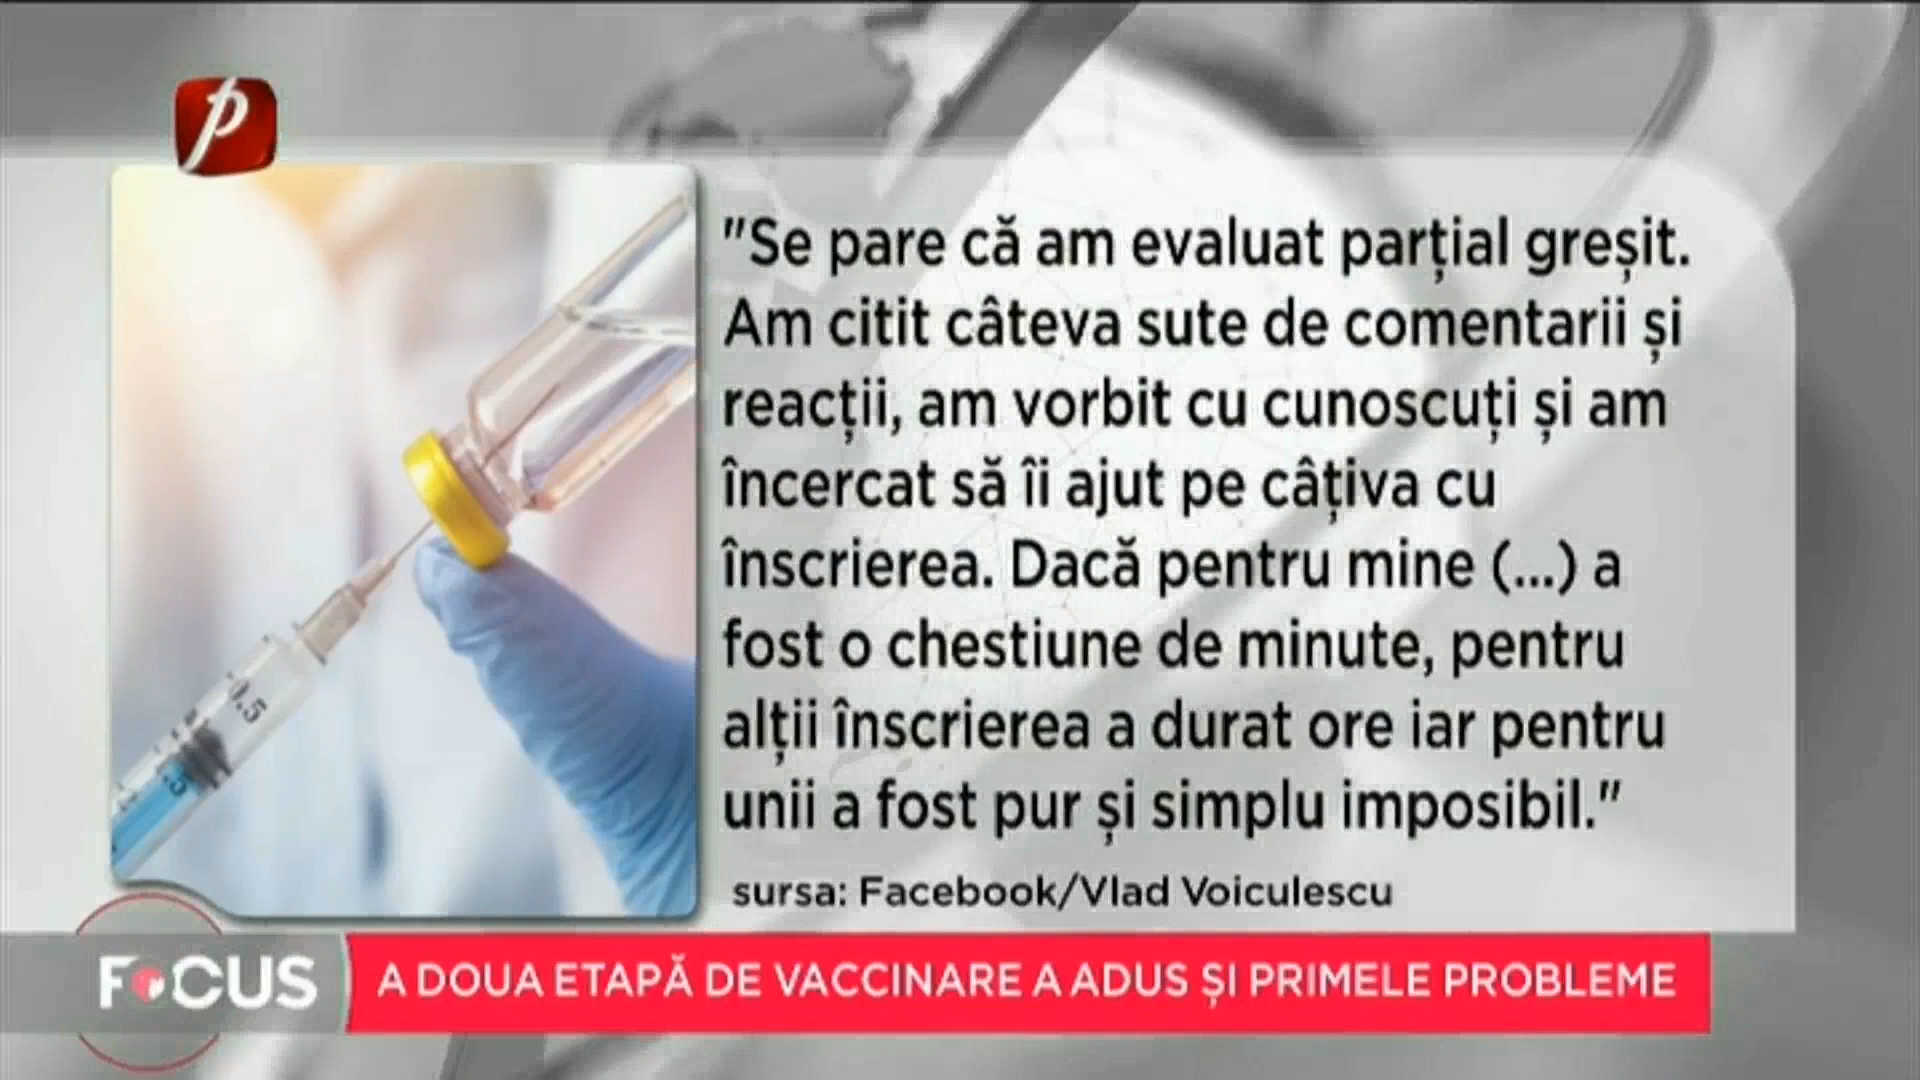 p
"Se pare că am evaluat parțial greșit.
Am citit câteva sute de comentarii și
reacții, am vorbit cu cunoscuți și am
încercat să îi ajut pe câțiva cu
înscrierea. Dacă pentru mine (...) a
fost o chestiune de minute, pentru
alții înscrierea a durat ore iar pentru
unii a fost pur și simplu imposibil."
sursa: Facebook/Vlad Voiculescu
0.5
FOCUS
A DOUA ETAPĂ DE VACCINARE A ADUS ȘI PRIMELE PROBLEME